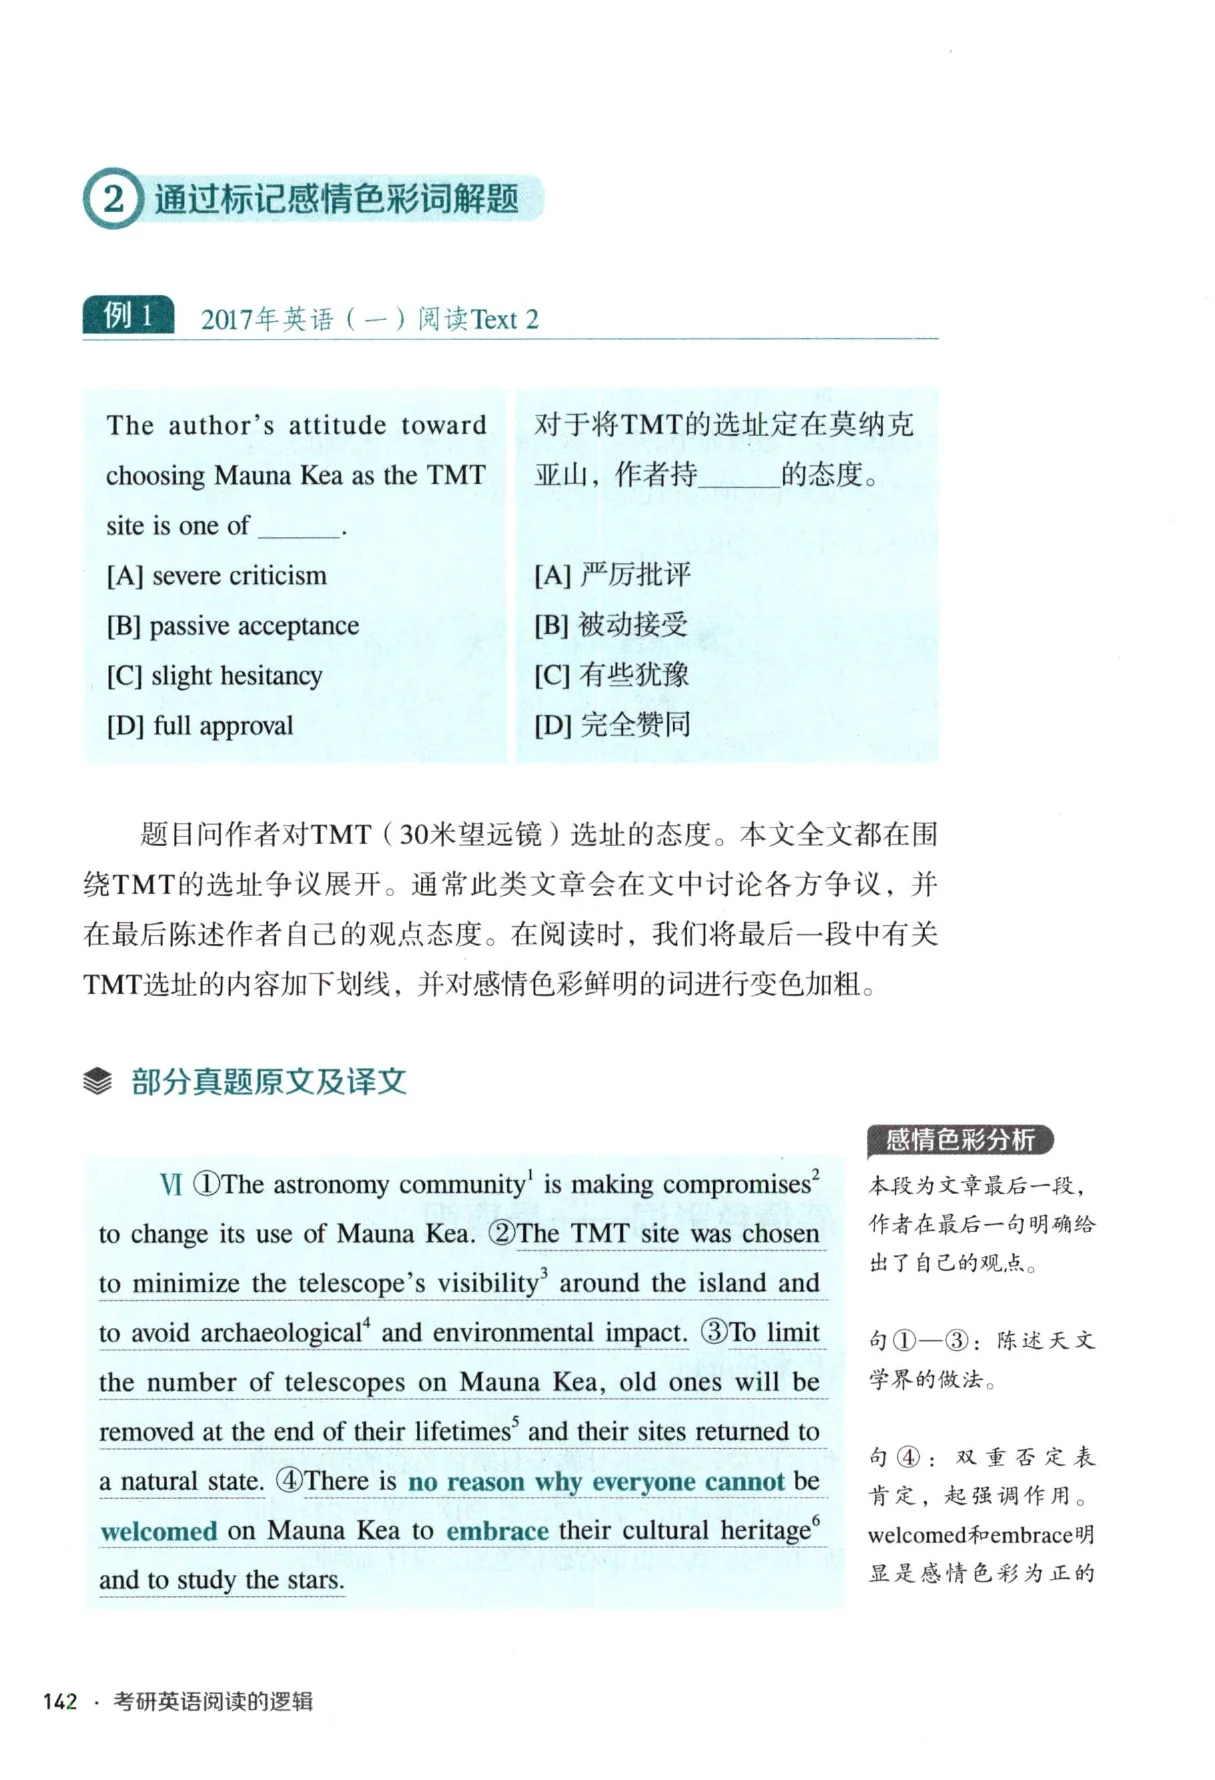 2 通过标记感情色彩词解题
例 1 2017年英语（一）阅读Text 2
The author's attitude toward
choosing Mauna Kea as the TMT
site is one of ______.
[A] severe criticism
[B] passive acceptance
[C] slight hesitancy
[D] full approval
对于将TMT的选址定在莫纳克
亚山，作者持______的态度。
[A] 严厉批评
[B] 被动接受
[C] 有些犹豫
[D] 完全赞同
题目问作者对TMT（30米望远镜）选址的态度。本文全文都在围
绕TMT的选址争议展开。通常此类文章会在文中讨论各方争议，并
在最后陈述作者自己的观点态度。在阅读时，我们将最后一段中有关
TMT选址的内容加下划线，并对感情色彩鲜明的词进行变色加粗。
部分真题原文及译文
Ⅵ ①The astronomy community¹ is making compromises²
to change its use of Mauna Kea. ②The TMT site was chosen
to minimize the telescope's visibility³ around the island and
to avoid archaeological⁴ and environmental impact. ③To limit
the number of telescopes on Mauna Kea, old ones will be
removed at the end of their lifetimes⁵ and their sites returned to
a natural state. ④There is no reason why everyone cannot be
welcomed on Mauna Kea to embrace their cultural heritage⁶
and to study the stars.
感情色彩分析
本段为文章最后一段，
作者在最后一句明确给
出了自己的观点。
句①—③：陈述天文
学界的做法。
句④：双重否定表
肯定，起强调作用。
welcomed和embrace明
显是感情色彩为正的
142 · 考研英语阅读的逻辑